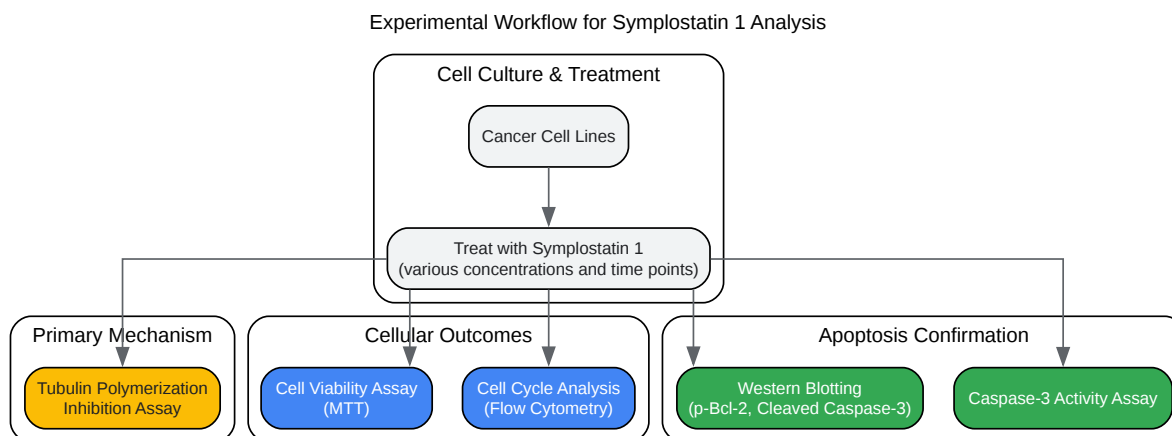 Experimental Workflow for Symplostatin 1 Analysis
Cell Culture & Treatment
Cancer Cell Lines
Treat with Symplostatin 1
(various concentrations and time points)
Primary Mechanism
Tubulin Polymerization
Inhibition Assay
Cellular Outcomes
Cell Viability Assay
(MTT)
Cell Cycle Analysis
(Flow Cytometry)
Apoptosis Confirmation
Western Blotting
(p-Bcl-2, Cleaved Caspase-3)
Caspase-3 Activity Assay